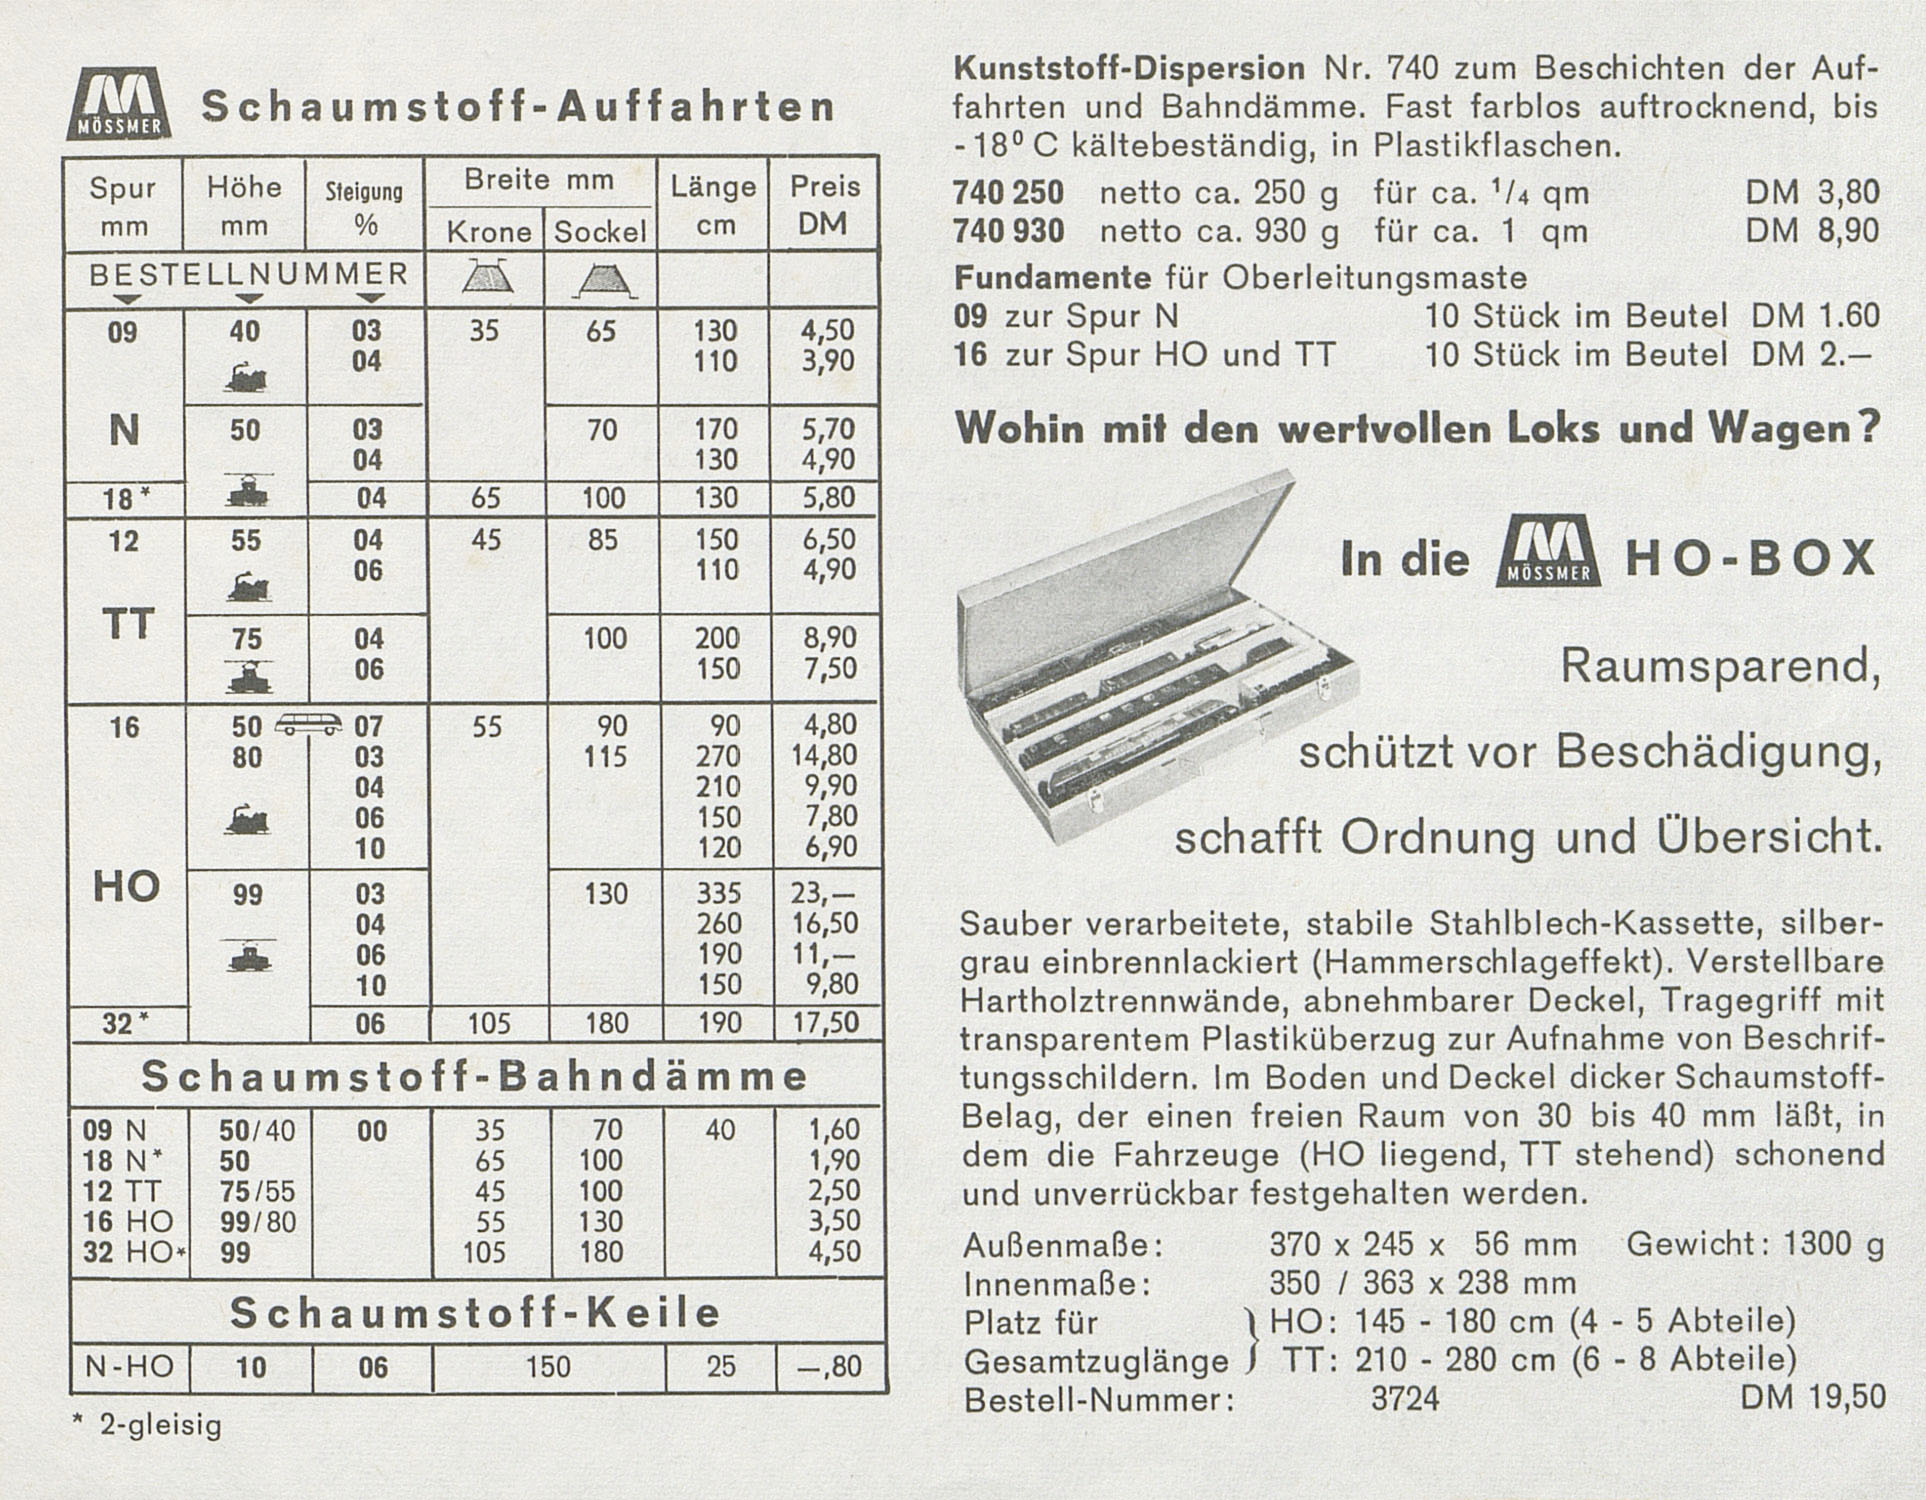 MÖSSMER
Schaumstoff-Auffahrten
Spur mm Höhe mm Steigung % Breite mm Länge cm Preis DM
Krone Sockel
BESTELLNUMMER
09 40 03 35 65 130 4,50
04 110 3,90
N 50 03 70 170 5,70
04 130 4,90
18* 04 65 100 130 5,80
12 55 04 45 85 150 6,50
06 110 4,90
TT
75 04 100 200 8,90
06 150 7,50
16 50 07 55 90 90 4,80
80 03 115 270 14,80
04 210 9,90
06 150 7,80
10 120 6,90
HO 99 03 130 335 23,—
04 260 16,50
06 190 11,—
10 150 9,80
32* 06 105 180 190 17,50
Schaumstoff-Bahndämme
09 N 50/40 00 35 70 40 1,60
18 N* 50 65 100 1,90
12 TT 75/55 45 100 2,50
16 HO 99/80 55 130 3,50
32 HO* 99 105 180 4,50
Schaumstoff-Keile
N-HO 10 06 150 25 —,80
* 2-gleisig
Kunststoff-Dispersion Nr. 740 zum Beschichten der Auf-
fahrten und Bahndämme. Fast farblos auftrocknend, bis
-18⁰ C kältebeständig, in Plastikflaschen.
740 250 netto ca. 250 g für ca. 1/4 qm DM 3,80
740 930 netto ca. 930 g für ca. 1 qm DM 8,90
Fundamente für Oberleitungsmaste
09 zur Spur N 10 Stück im Beutel DM 1.60
16 zur Spur HO und TT 10 Stück im Beutel DM 2.—
Wohin mit den wertvollen Loks und Wagen?
In die MÖSSMER HO-BOX
Raumsparend,
schützt vor Beschädigung,
schafft Ordnung und Übersicht.
Sauber verarbeitete, stabile Stahlblech-Kassette, silber-
grau einbrennlackiert (Hammerschlageffekt). Verstellbare
Hartholztrennwände, abnehmbarer Deckel, Tragegriff mit
transparentem Plastiküberzug zur Aufnahme von Beschrif-
tungsschildern. Im Boden und Deckel dicker Schaumstoff-
Belag, der einen freien Raum von 30 bis 40 mm läßt, in
dem die Fahrzeuge (HO liegend, TT stehend) schonend
und unverrückbar festgehalten werden.
Außenmaße: 370 x 245 x 56 mm Gewicht: 1300 g
Innenmaße: 350 / 363 x 238 mm
Platz für } HO: 145 - 180 cm (4 - 5 Abteile)
Gesamtzuglänge } TT: 210 - 280 cm (6 - 8 Abteile)
Bestell-Nummer: 3724 DM 19,50